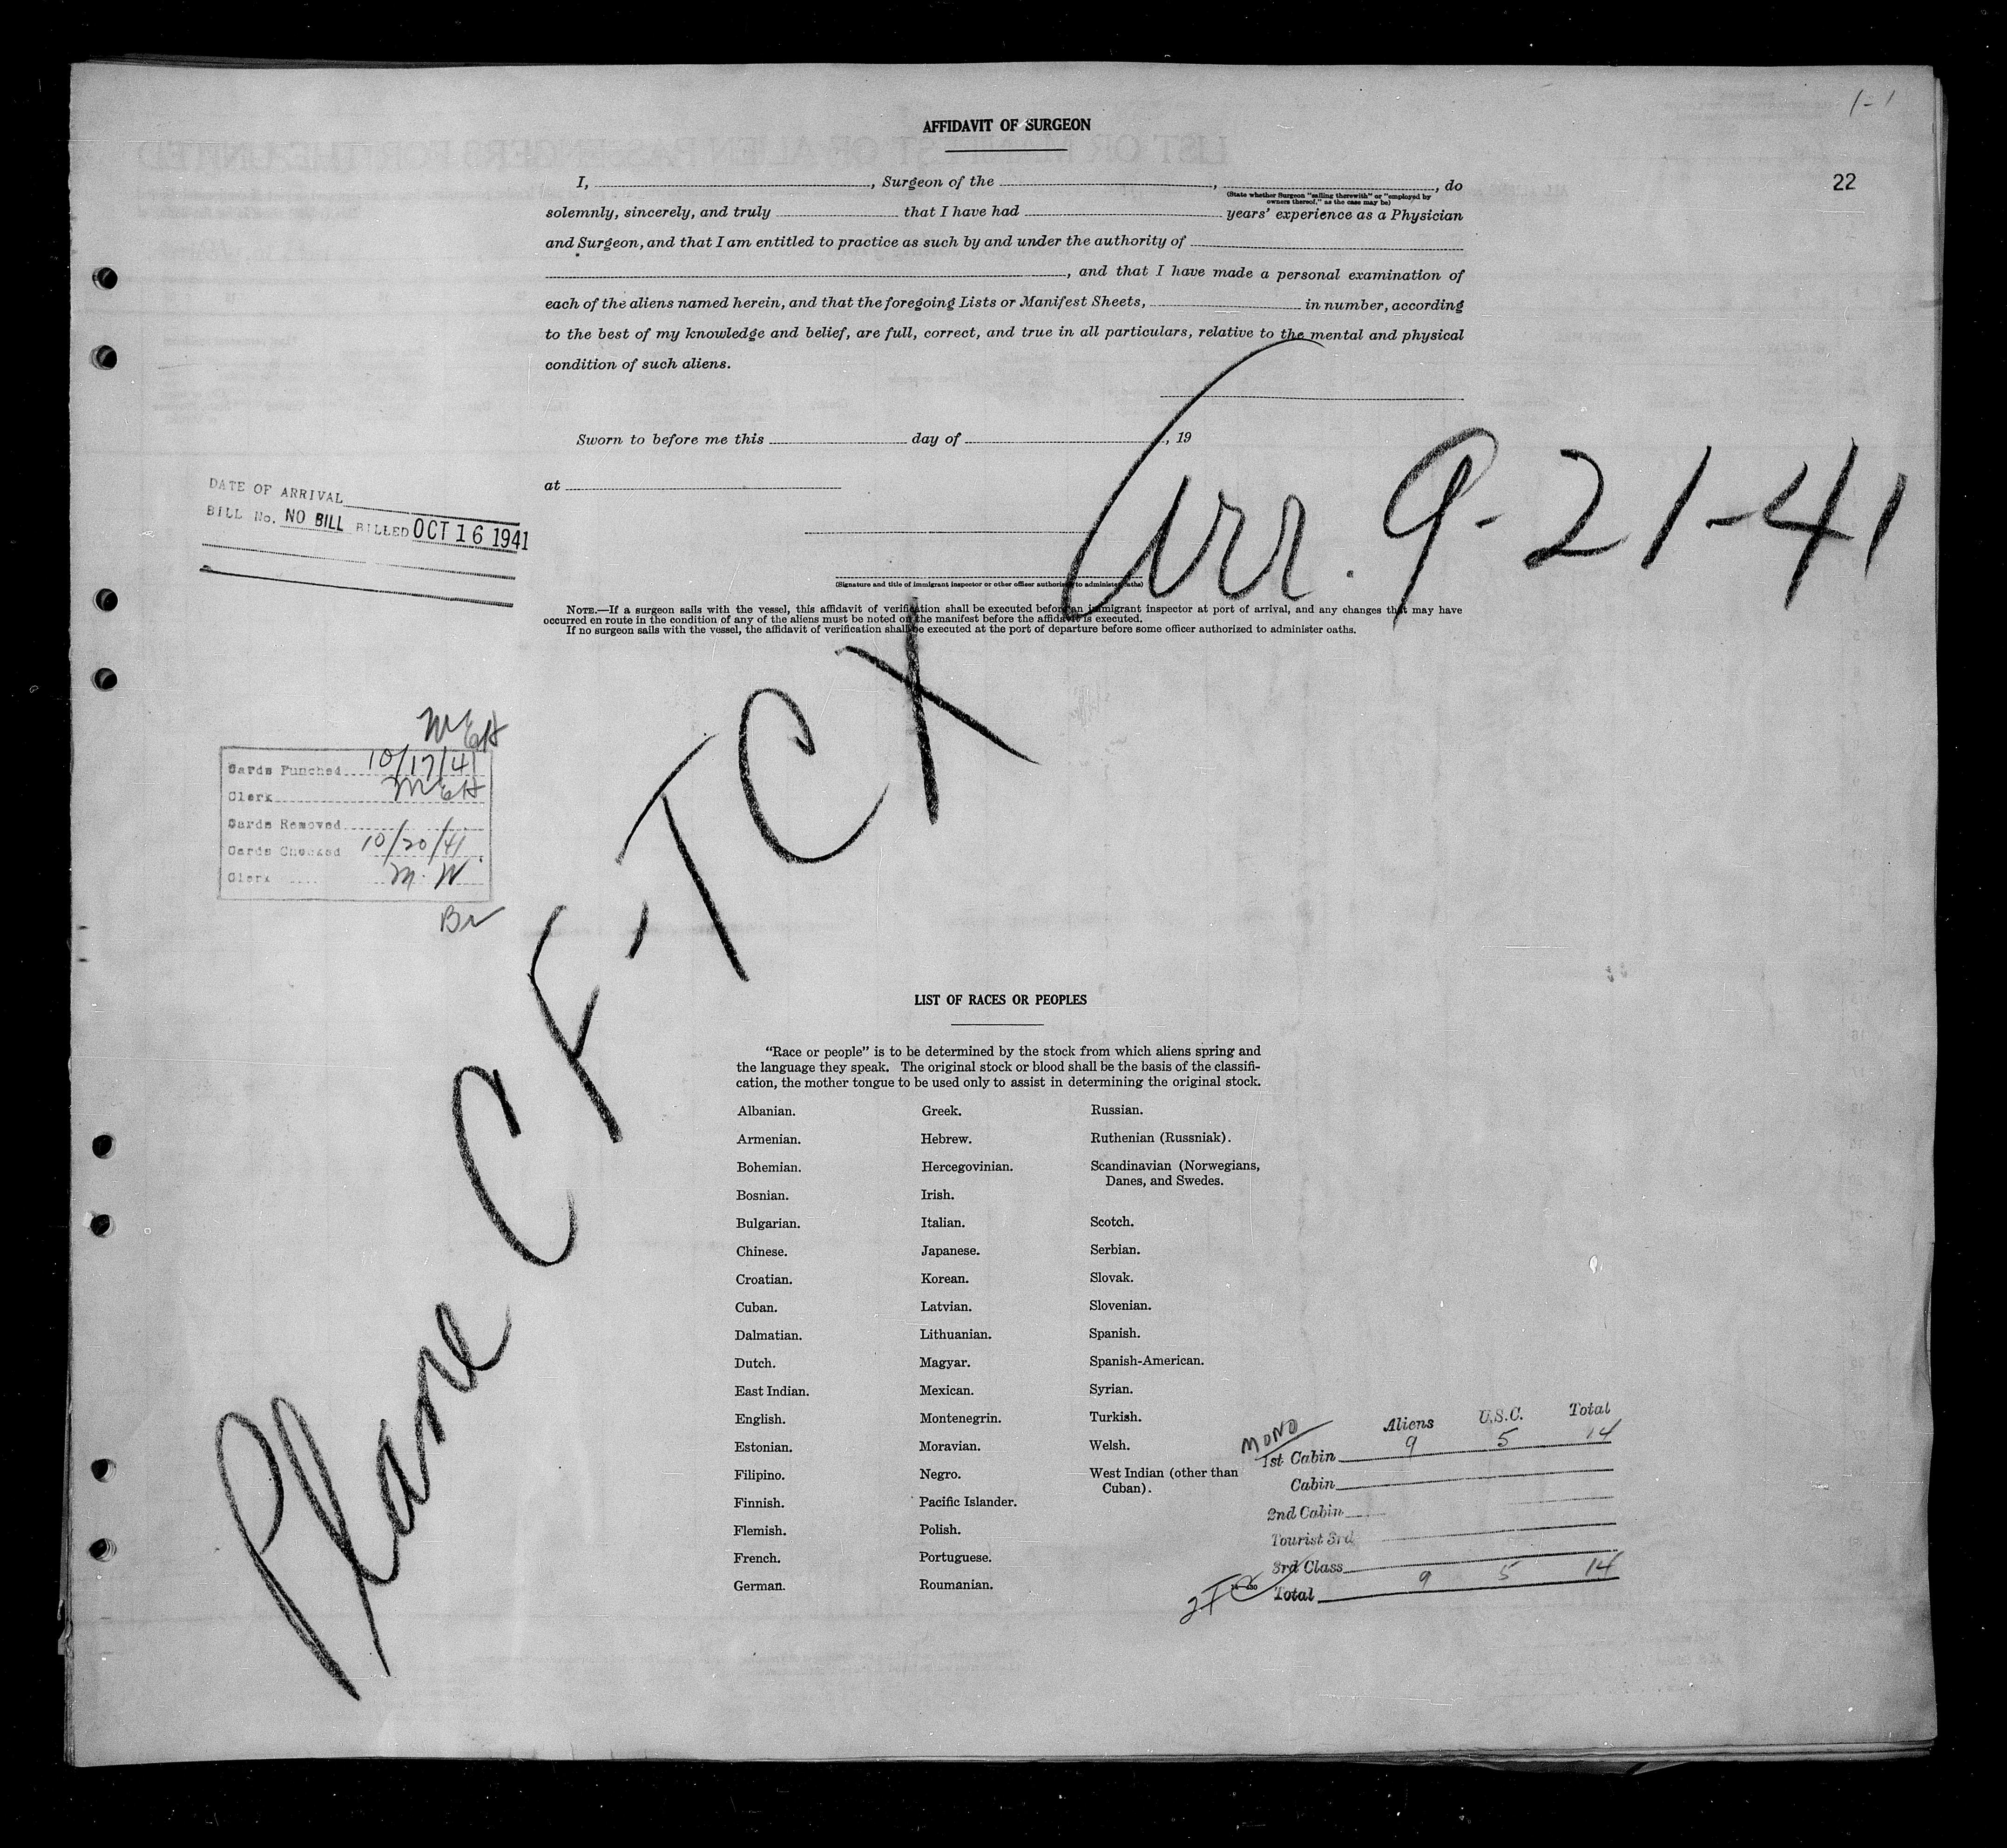 1-1
22
AFFIDAVIT OF SURGEON
I, , Surgeon of the , , do
(State whether Surgeon "sailing therewith" or "employed by
owners thereof," as the case may be)
solemnly, sincerely, and truly that I have had years' experience as a Physician
and Surgeon, and that I am entitled to practice as such by and under the authority of
, and that I have made a personal examination of
each of the aliens named herein, and that the foregoing Lists or Manifest Sheets, in number, according
to the best of my knowledge and belief, are full, correct, and true in all particulars, relative to the mental and physical
condition of such aliens.
Sworn to before me this day of , 19
at
Arr. 9-21-41
DATE OF ARRIVAL
BILL No. NO BILL BILLED OCT 16 1941
(Signature and title of immigrant inspector or other officer authorized to administer oaths)
NOTE.—If a surgeon sails with the vessel, this affidavit of verification shall be executed before an immigrant inspector at port of arrival, and any changes that may have
occurred en route in the condition of any of the aliens must be noted on the manifest before the affidavit is executed.
If no surgeon sails with the vessel, the affidavit of verification shall be executed at the port of departure before some officer authorized to administer oaths.
MEH
Cards Punched 10/17/41
Clerk MEH
Cards Removed
Cards Checked 10/20/41
Clerk M. W
Plane CF-TCX
LIST OF RACES OR PEOPLES
"Race or people" is to be determined by the stock from which aliens spring and
the language they speak. The original stock or blood shall be the basis of the classifi-
cation, the mother tongue to be used only to assist in determining the original stock.
Albanian. Greek. Russian.
Armenian. Hebrew. Ruthenian (Russniak).
Bohemian. Hercegovinian. Scandinavian (Norwegians,
Danes, and Swedes.
Bosnian. Irish.
Bulgarian. Italian. Scotch.
Chinese. Japanese. Serbian.
Croatian. Korean. Slovak.
Cuban. Latvian. Slovenian.
Dalmatian. Lithuanian. Spanish.
Dutch. Magyar. Spanish-American.
East Indian. Mexican. Syrian.
English. Montenegrin. Turkish.
Estonian. Moravian. Welsh.
Filipino. Negro. West Indian (other than
Cuban).
Finnish. Pacific Islander.
Flemish. Polish.
French. Portuguese.
German. Roumanian.
MONO
Aliens U.S.C. Total
1st Cabin 9 5 14
Cabin
2nd Cabin
Tourist 3rd
3rd Class
Total 9 5 14